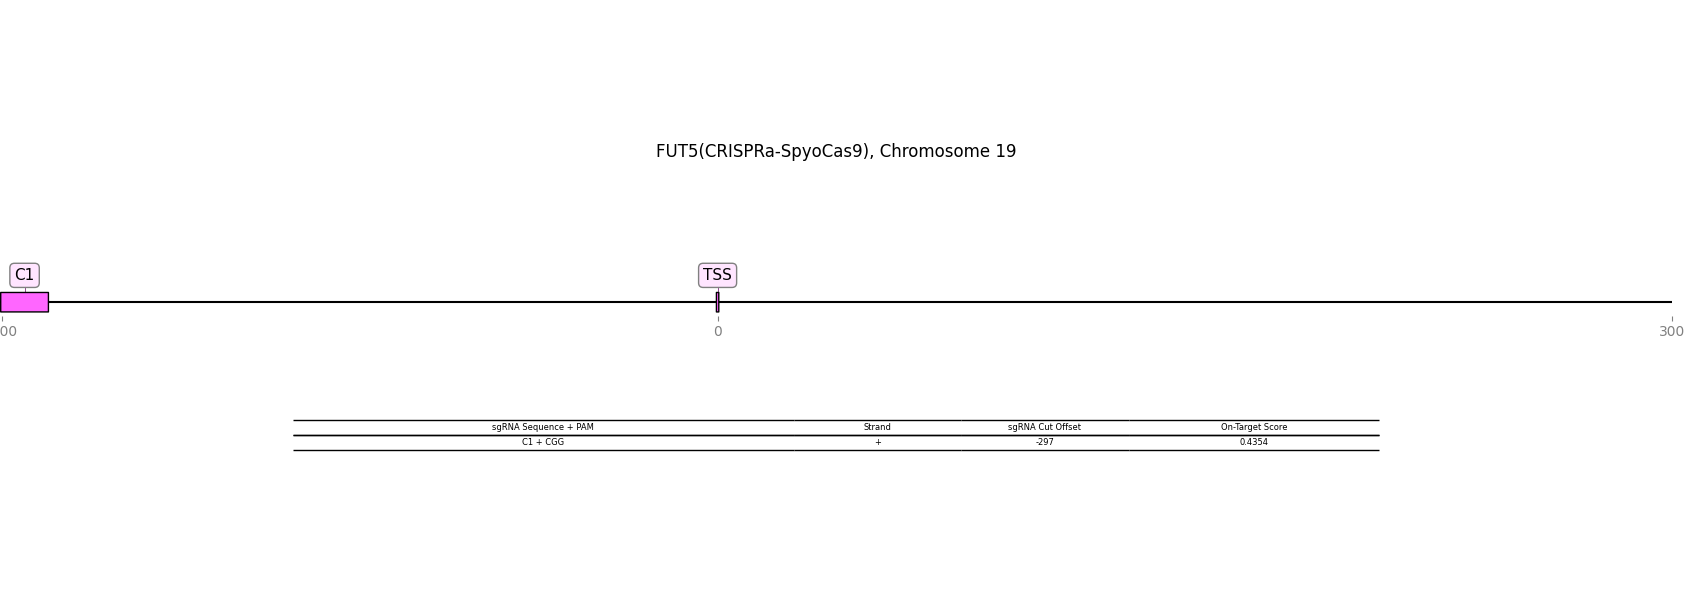 FUT5(CRISPRa-SpyoCas9), Chromosome 19
C1 TSS
00 0 300
sgRNA Sequence + PAM Strand sgRNA Cut Offset On-Target Score
C1 + CGG + -297 0.4354